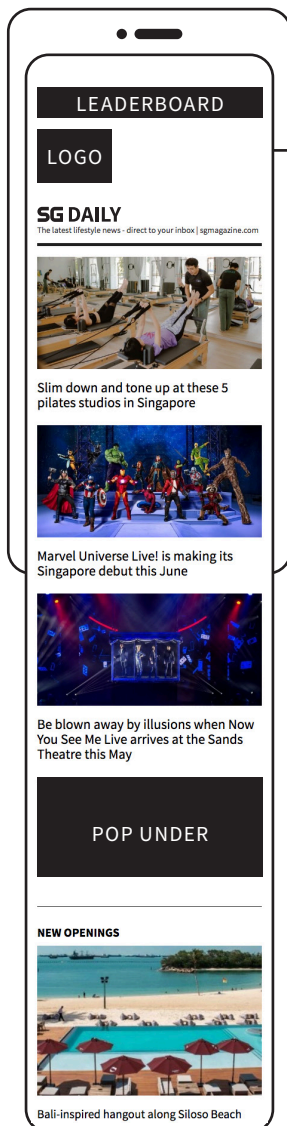 LEADERBOARD
LOGO
SG DAILY
The latest lifestyle news - direct to your inbox | sgmagazine.com
Slim down and tone up at these 5
pilates studios in Singapore
Marvel Universe Live! is making its
Singapore debut this June
Be blown away by illusions when Now
You See Me Live arrives at the Sands
Theatre this May
POP UNDER
NEW OPENINGS
Bali-inspired hangout along Siloso Beach